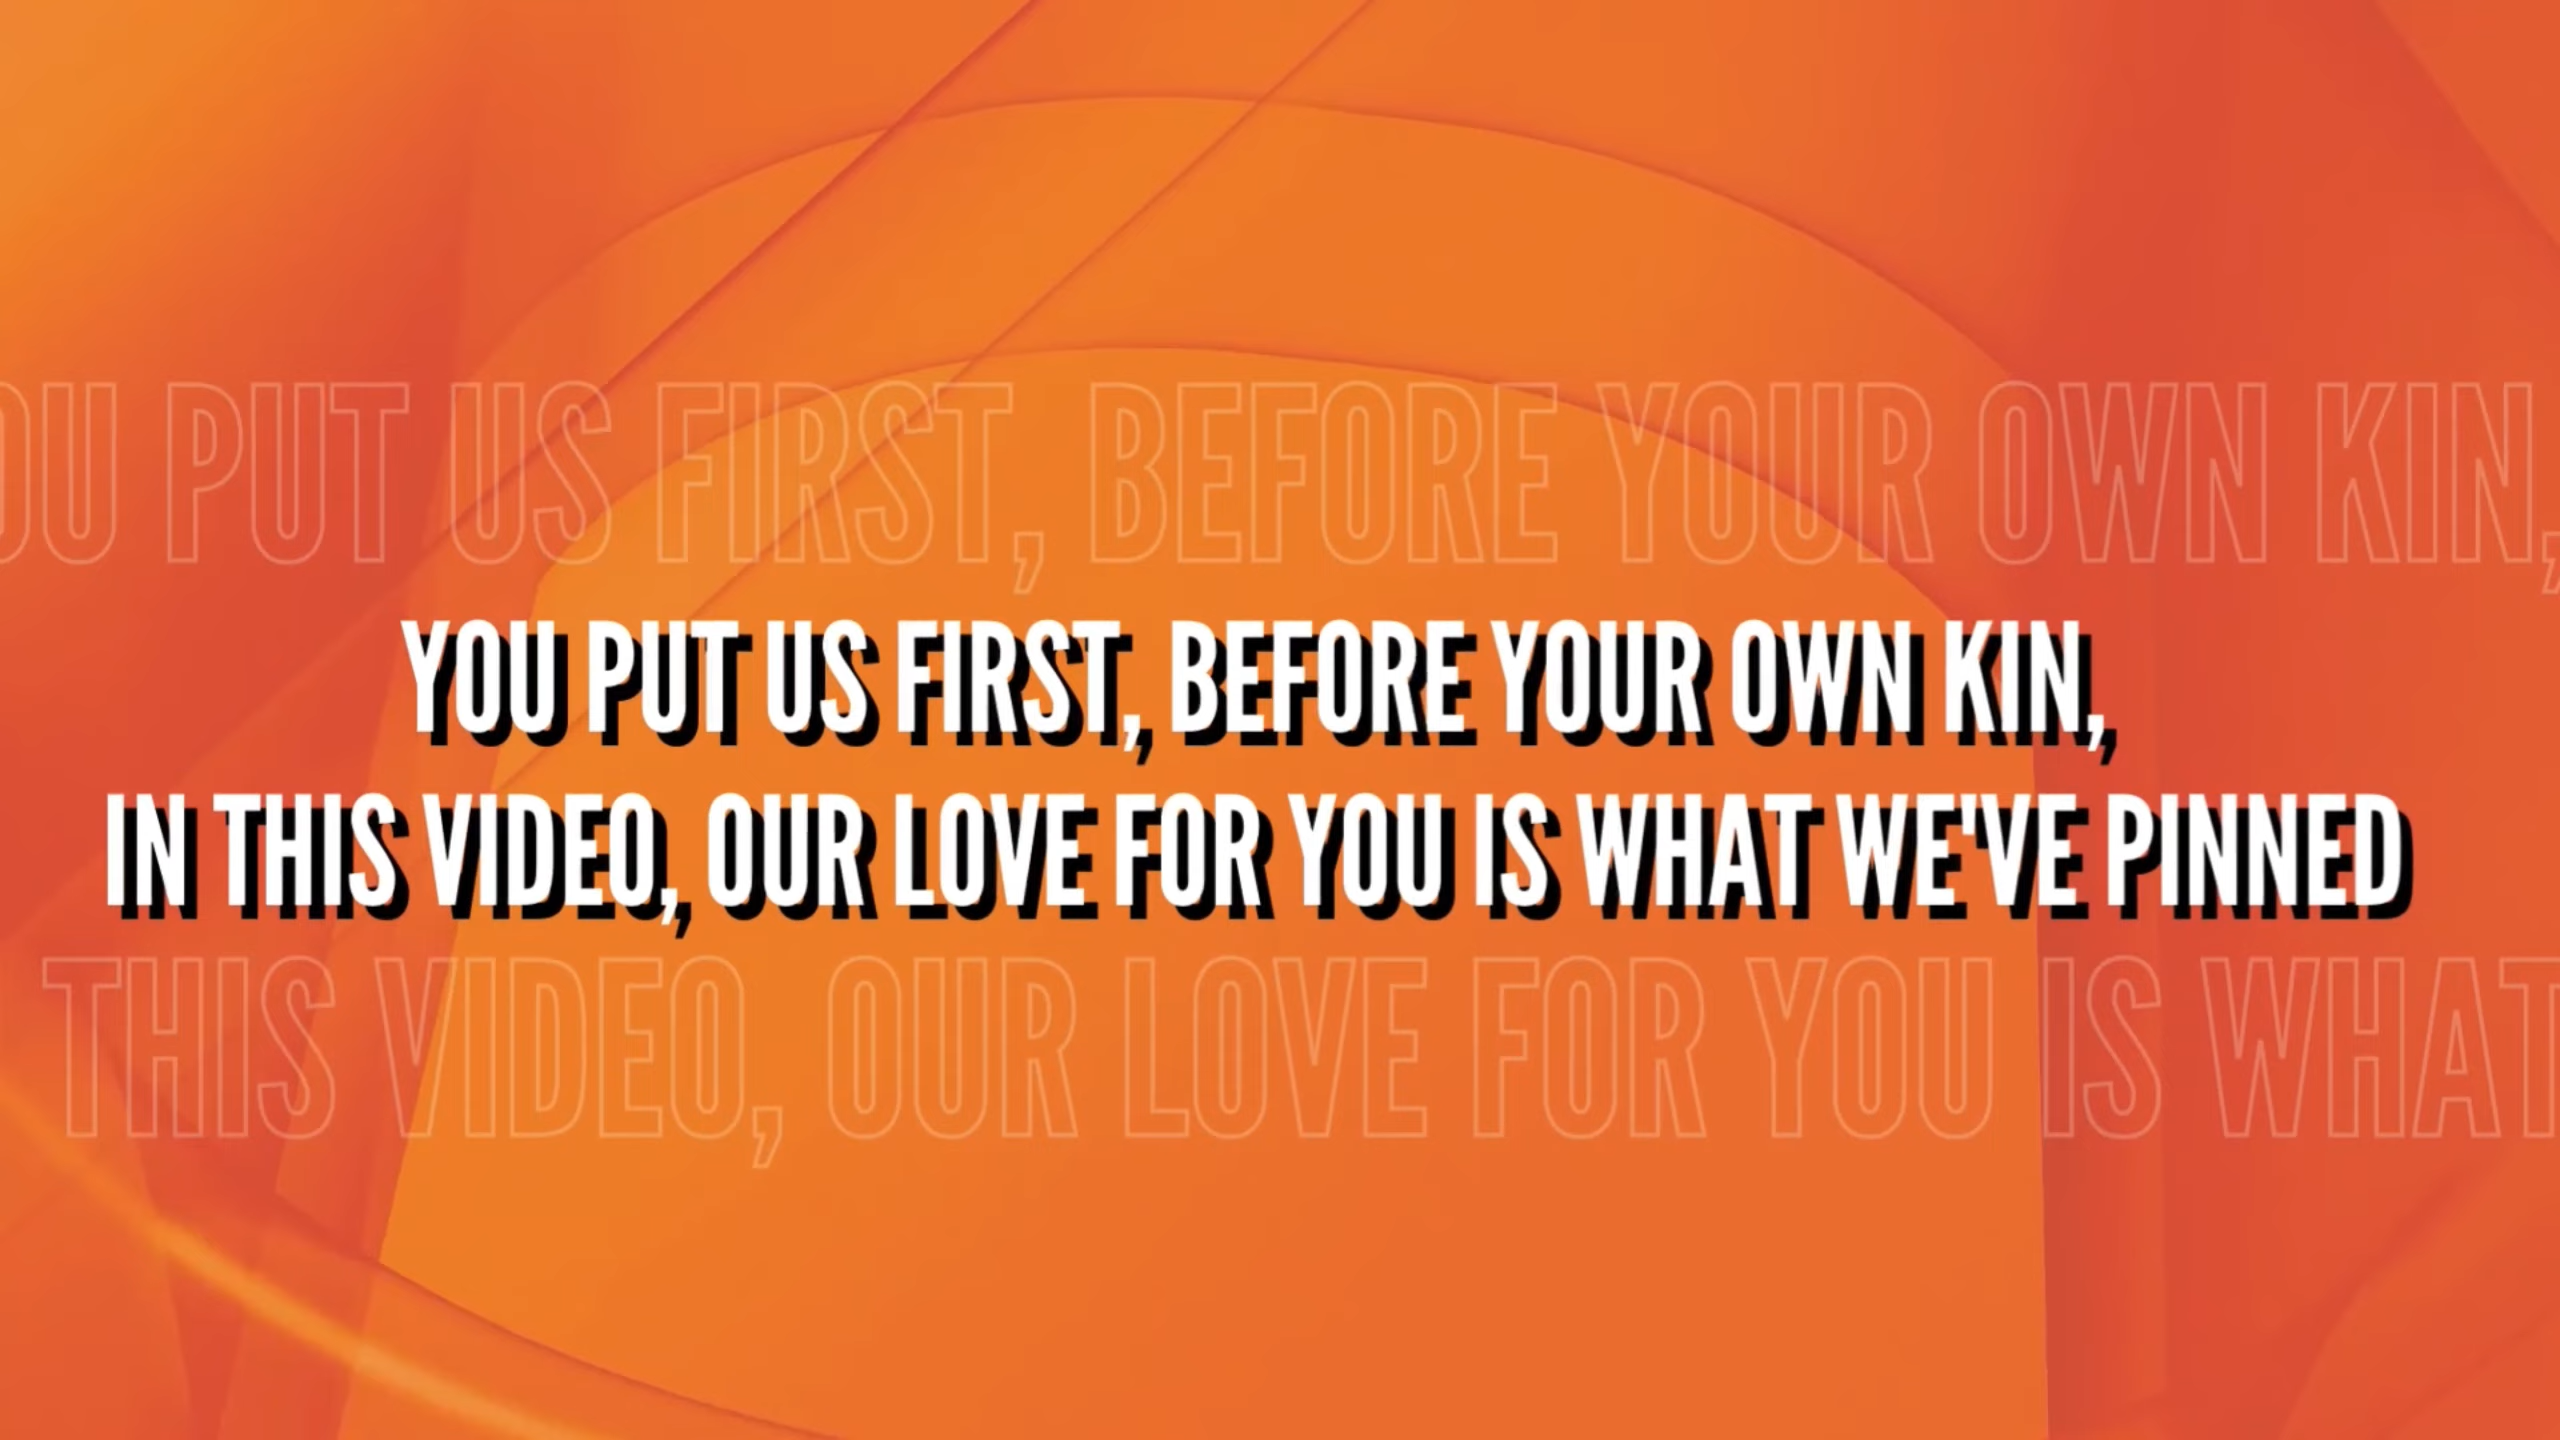 OU PUT US FIRST, BEFORE YOUR OWN KIN,
YOU PUT US FIRST, BEFORE YOUR OWN KIN,
IN THIS VIDEO, OUR LOVE FOR YOU IS WHAT WE'VE PINNED
THIS VIDEO, OUR LOVE FOR YOU IS WHAT